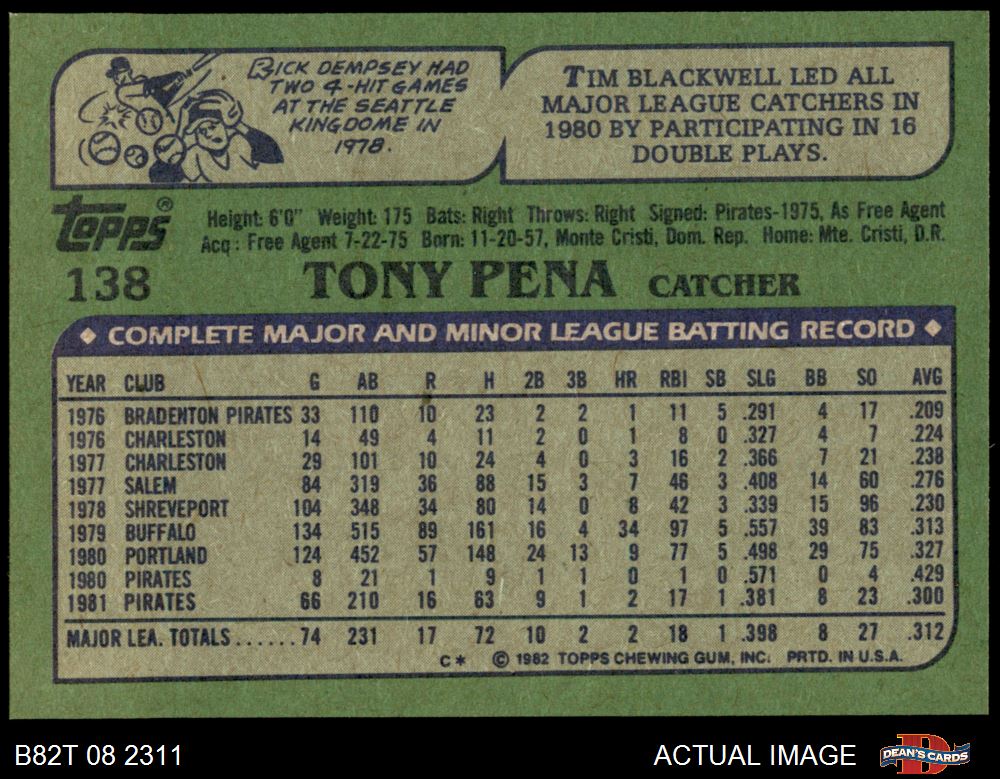 RICK DEMPSEY HAD
TWO 4-HIT GAMES
AT THE SEATTLE
KINGDOME IN
1978.
TIM BLACKWELL LED ALL
MAJOR LEAGUE CATCHERS IN
1980 BY PARTICIPATING IN 16
DOUBLE PLAYS.
topps®
Height: 6'0" Weight: 175 Bats: Right Throws: Right Signed: Pirates-1975, As Free Agent
Acq: Free Agent 7-22-75 Born: 11-20-57, Monte Cristi, Dom. Rep. Home: Mte. Cristi, D.R.
138 TONY PENA CATCHER
◆ COMPLETE MAJOR AND MINOR LEAGUE BATTING RECORD ◆
YEAR CLUB G AB R H 2B 3B HR RBI SB SLG BB SO AVG
1976 BRADENTON PIRATES 33 110 10 23 2 2 1 11 5 .291 4 17 .209
1976 CHARLESTON 14 49 4 11 2 0 1 8 0 .327 4 7 .224
1977 CHARLESTON 29 101 10 24 4 0 3 16 2 .366 7 21 .238
1977 SALEM 84 319 36 88 15 3 7 46 3 .408 14 60 .276
1978 SHREVEPORT 104 348 34 80 14 0 8 42 3 .339 15 96 .230
1979 BUFFALO 134 515 89 161 16 4 34 97 5 .557 39 83 .313
1980 PORTLAND 124 452 57 148 24 13 9 77 5 .498 29 75 .327
1980 PIRATES 8 21 1 9 1 1 0 1 0 .571 0 4 .429
1981 PIRATES 66 210 16 63 9 1 2 17 1 .381 8 23 .300
MAJOR LEA. TOTALS......74 231 17 72 10 2 2 18 1 .398 8 27 .312
C* © 1982 TOPPS CHEWING GUM, INC. PRTD. IN U.S.A.
B82T 08 2311 ACTUAL IMAGE DEAN'S CARDS